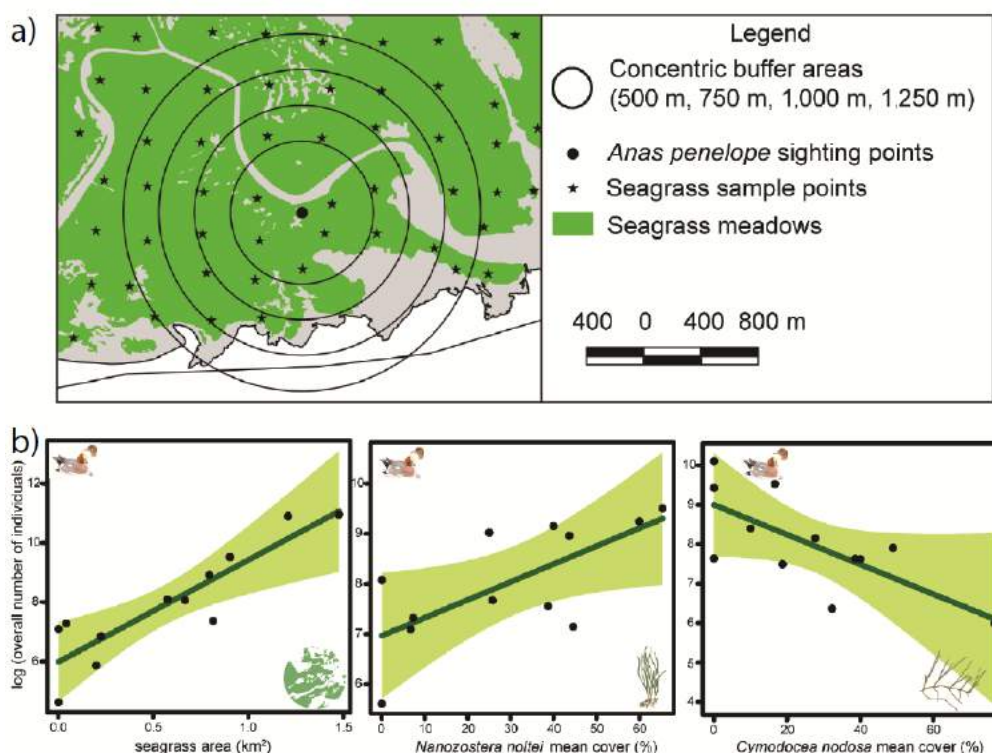 a)
Legend
Concentric buffer areas
(500 m, 750 m, 1,000 m, 1,250 m)
Anas penelope sighting points
Seagrass sample points
Seagrass meadows
400 0 400 800 m
b)
log (overall number of individuals)
12
10
8
6
0.0 0.5 1.0 1.5
seagrass area (km²)
10
9
8
7
6
0 10 20 30 40 50 60
Nanozostera noltei mean cover (%)
10
9
8
7
6
5
4
0 20 40 60
Cymodocea nodosa mean cover (%)